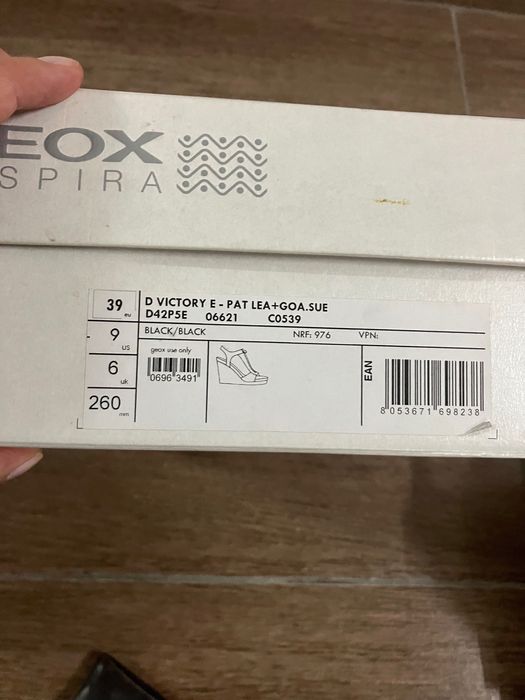 EOX
SPIRA
39 eu
9 us
6 uk
260 mm
D VICTORY E - PAT LEA+GOA.SUE
D42P5E 06621 C0539
BLACK/BLACK NRF: 976 VPN:
geox use only
0696 3491
EAN
8 053671 698238